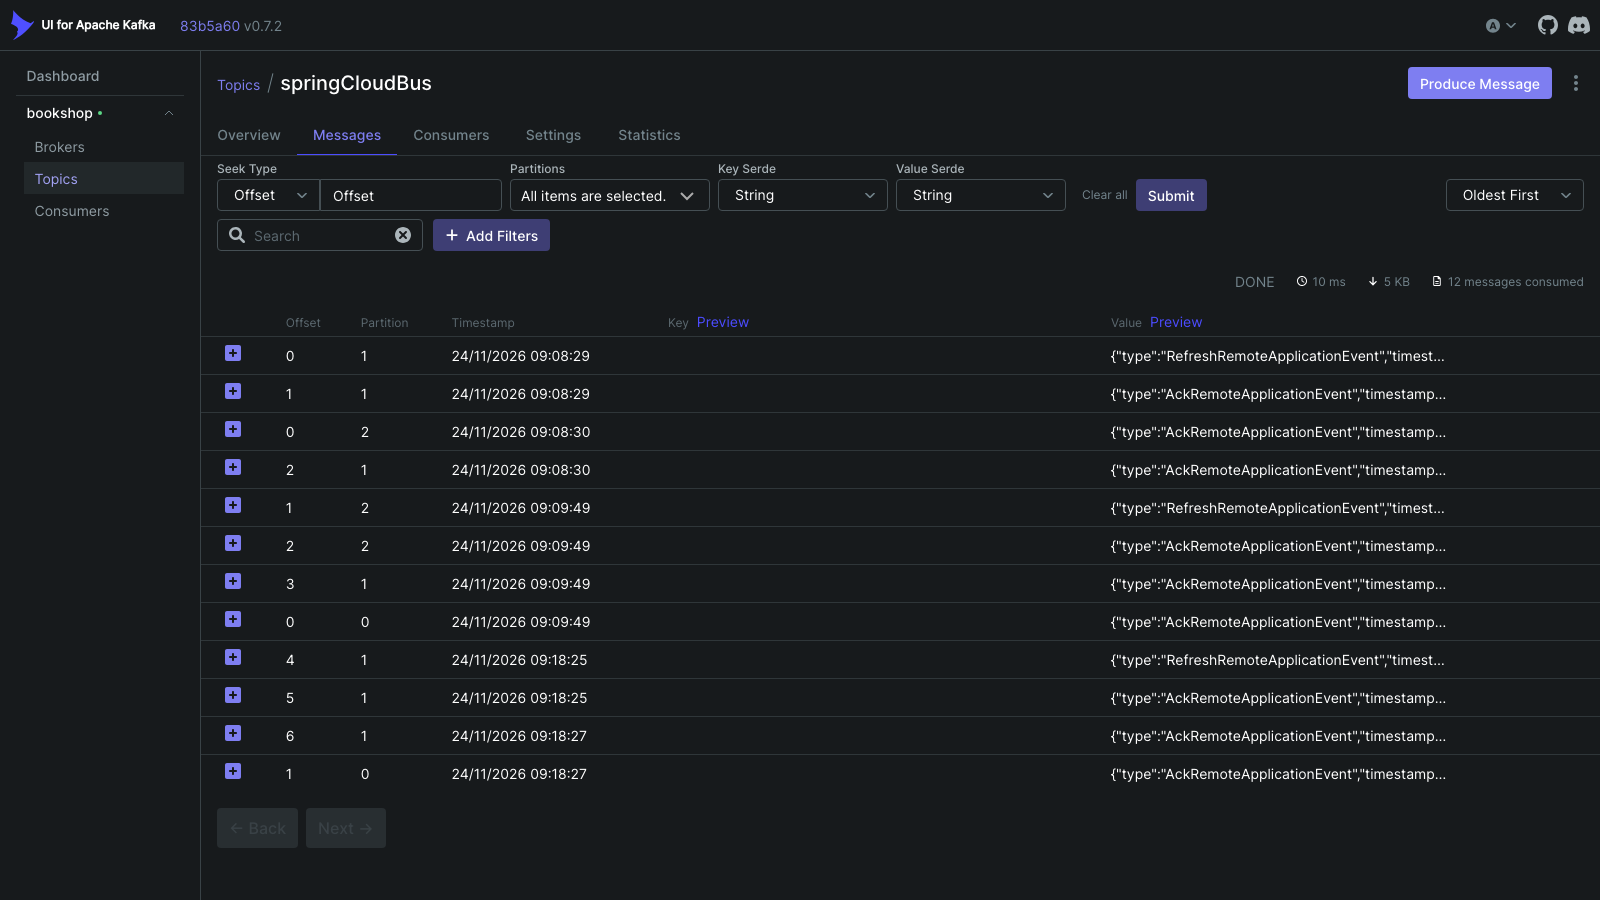 UI for Apache Kafka 83b5a60 v0.7.2 A
Dashboard
bookshop
Brokers
Topics
Consumers
Topics / springCloudBus
Produce Message
Overview Messages Consumers Settings Statistics
Seek Type Partitions Key Serde Value Serde
Offset Offset All items are selected. String String Clear all Submit Oldest First
Search Add Filters
DONE 10 ms 5 KB 12 messages consumed
Offset Partition Timestamp Key Preview Value Preview
0 1 24/11/2026 09:08:29 {"type":"RefreshRemoteApplicationEvent","timest...
1 1 24/11/2026 09:08:29 {"type":"AckRemoteApplicationEvent","timestamp...
0 2 24/11/2026 09:08:30 {"type":"AckRemoteApplicationEvent","timestamp...
2 1 24/11/2026 09:08:30 {"type":"AckRemoteApplicationEvent","timestamp...
1 2 24/11/2026 09:09:49 {"type":"RefreshRemoteApplicationEvent","timest...
2 2 24/11/2026 09:09:49 {"type":"AckRemoteApplicationEvent","timestamp...
3 1 24/11/2026 09:09:49 {"type":"AckRemoteApplicationEvent","timestamp...
0 0 24/11/2026 09:09:49 {"type":"AckRemoteApplicationEvent","timestamp...
4 1 24/11/2026 09:18:25 {"type":"RefreshRemoteApplicationEvent","timest...
5 1 24/11/2026 09:18:25 {"type":"AckRemoteApplicationEvent","timestamp...
6 1 24/11/2026 09:18:27 {"type":"AckRemoteApplicationEvent","timestamp...
1 0 24/11/2026 09:18:27 {"type":"AckRemoteApplicationEvent","timestamp...
← Back Next →